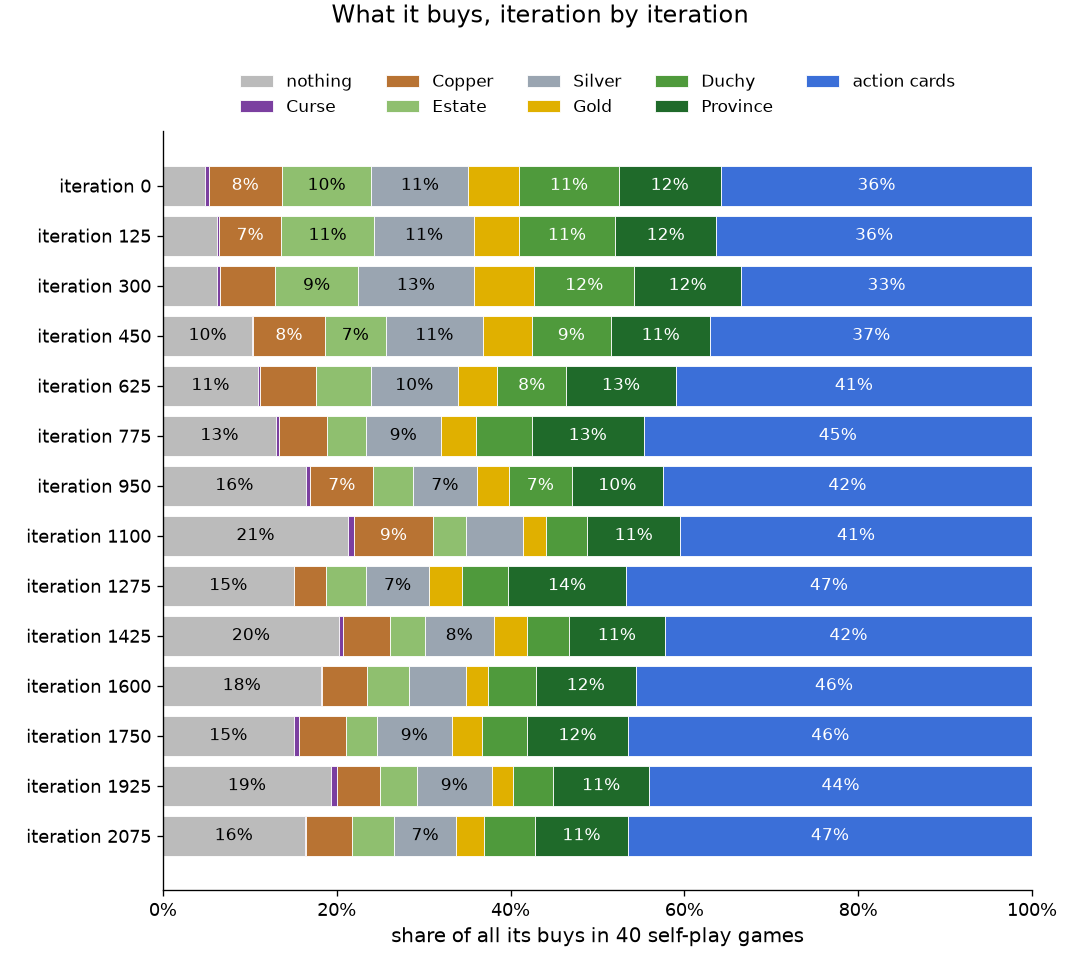 What it buys, iteration by iteration
nothing Copper Silver Duchy action cards
Curse Estate Gold Province
iteration 0 8% 10% 11% 11% 12% 36%
iteration 125 7% 11% 11% 11% 12% 36%
iteration 300 9% 13% 12% 12% 33%
iteration 450 10% 8% 7% 11% 9% 11% 37%
iteration 625 11% 10% 8% 13% 41%
iteration 775 13% 9% 13% 45%
iteration 950 16% 7% 7% 7% 10% 42%
iteration 1100 21% 9% 11% 41%
iteration 1275 15% 7% 14% 47%
iteration 1425 20% 8% 11% 42%
iteration 1600 18% 12% 46%
iteration 1750 15% 9% 12% 46%
iteration 1925 19% 9% 11% 44%
iteration 2075 16% 7% 11% 47%
0% 20% 40% 60% 80% 100%
share of all its buys in 40 self-play games